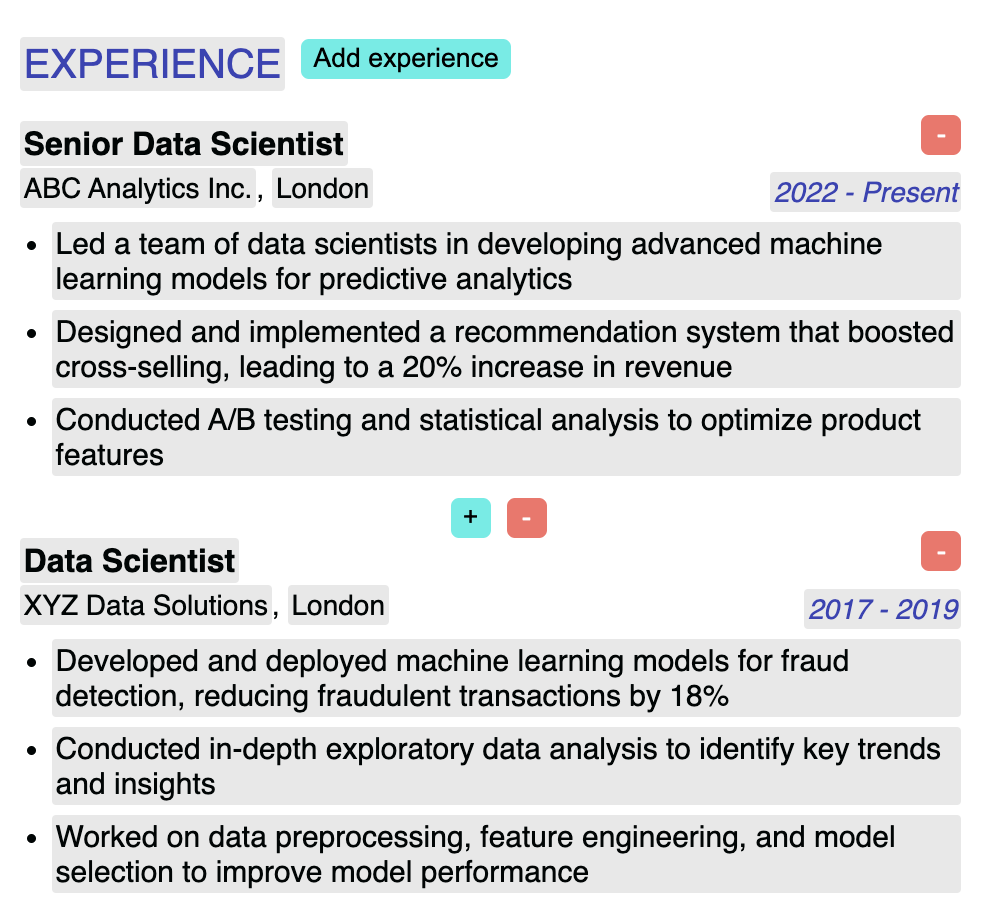 EXPERIENCE Add experience
Senior Data Scientist -
ABC Analytics Inc., London 2022 - Present
• Led a team of data scientists in developing advanced machine
learning models for predictive analytics
• Designed and implemented a recommendation system that boosted
cross-selling, leading to a 20% increase in revenue
• Conducted A/B testing and statistical analysis to optimize product
features
+ -
Data Scientist -
XYZ Data Solutions, London 2017 - 2019
• Developed and deployed machine learning models for fraud
detection, reducing fraudulent transactions by 18%
• Conducted in-depth exploratory data analysis to identify key trends
and insights
• Worked on data preprocessing, feature engineering, and model
selection to improve model performance